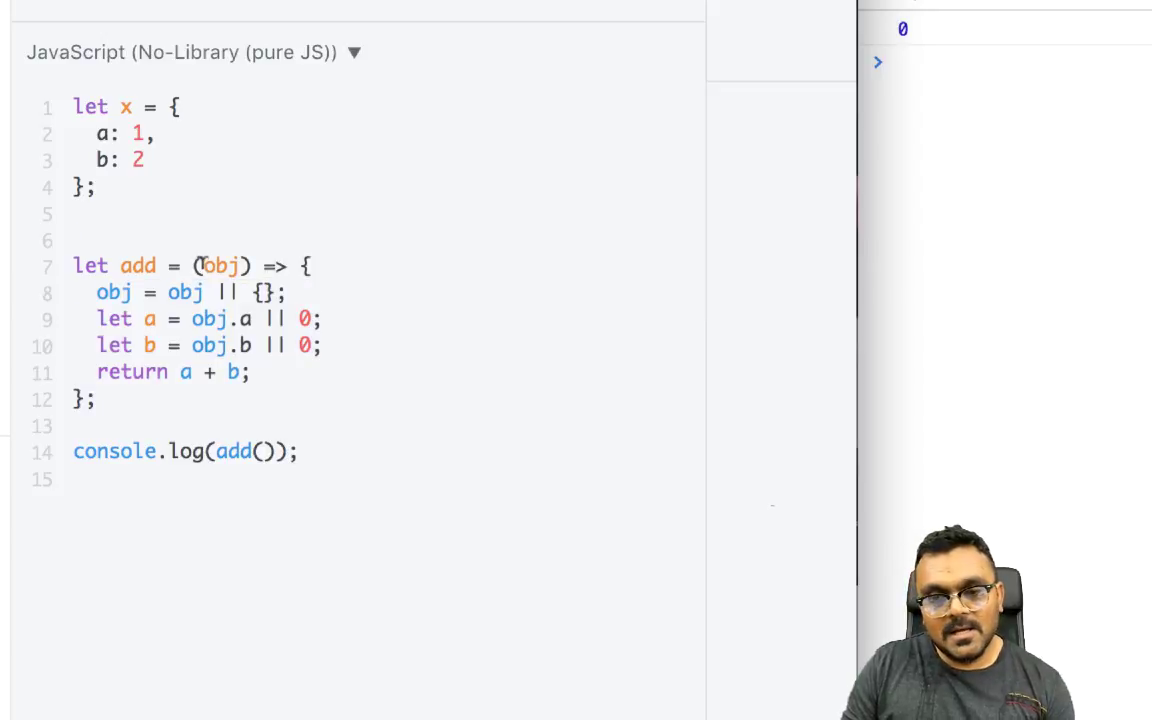 JavaScript (No-Library (pure JS)) ▼
1 let x = {
2 a: 1,
3 b: 2
4 };
5
6
7 let add = (obj) => {
8 obj = obj || {};
9 let a = obj.a || 0;
10 let b = obj.b || 0;
11 return a + b;
12 };
13
14 console.log(add());
15
0
>